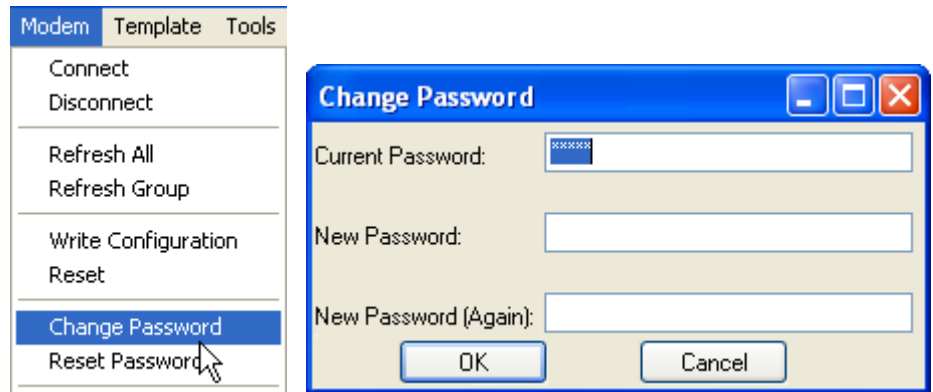 Modem Template Tools
Connect
Disconnect
Refresh All
Refresh Group
Write Configuration
Reset
Change Password
Reset Password
Change Password
Current Password: *****
New Password:
New Password (Again):
OK Cancel